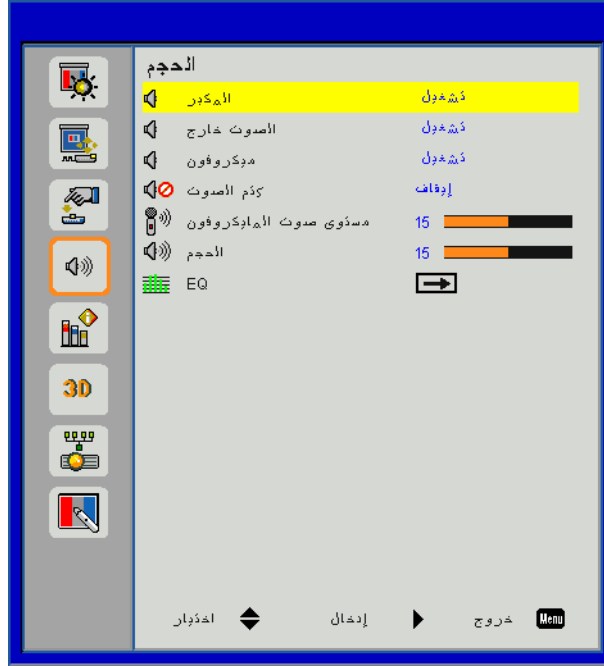 الحجم
المكبر تشغيل
الصوت خارج تشغيل
ميكروفون تشغيل
كتم الصوت إيقاف
مستوى صوت المايكروفون 15
الحجم 15
EQ
3D
اختيار إدخال خروج Menu